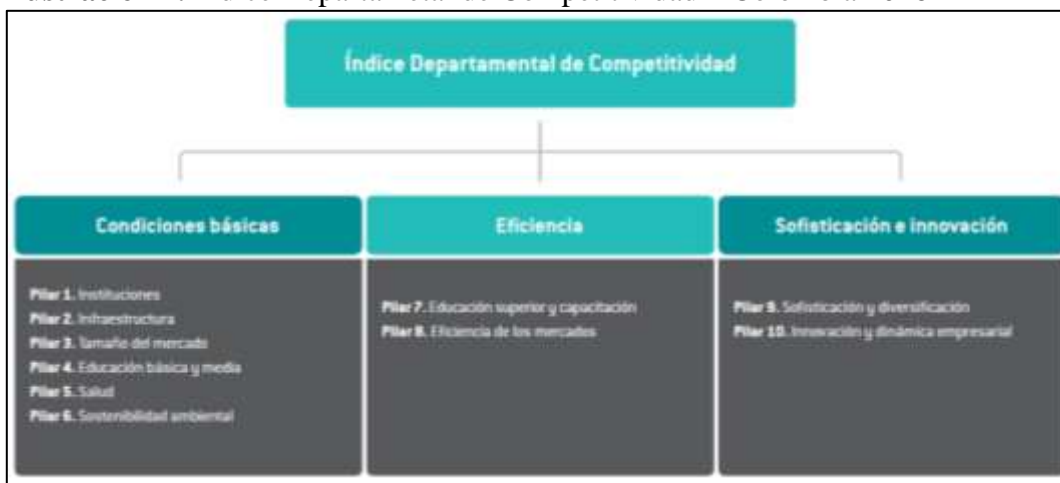 Índice Departamental de Competitividad
Condiciones básicas
Pilar 1. Instituciones
Pilar 2. Infraestructura
Pilar 3. Tamaño del mercado
Pilar 4. Educación básica y media
Pilar 5. Salud
Pilar 6. Sostenibilidad ambiental
Eficiencia
Pilar 7. Educación superior y capacitación
Pilar 8. Eficiencia de los mercados
Sofisticación e innovación
Pilar 9. Sofisticación y diversificación
Pilar 10. Innovación y dinámica empresarial